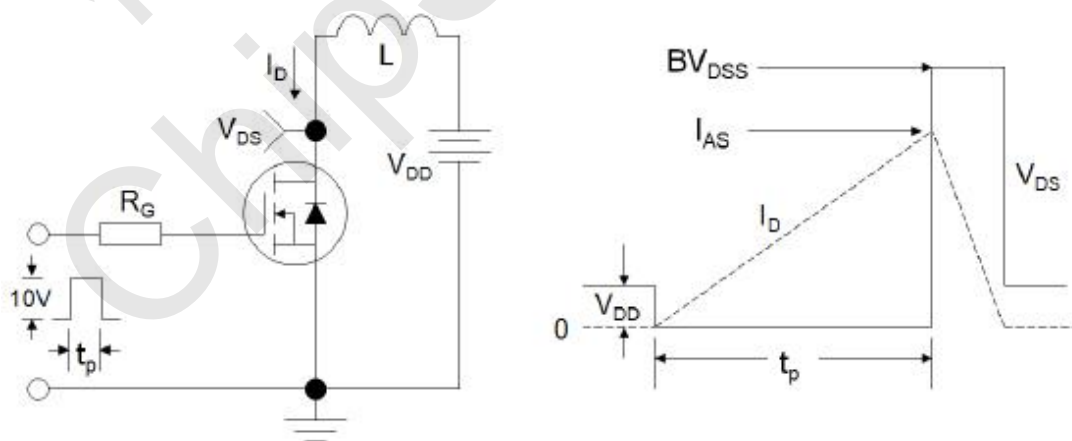 L
I_D
V_DS
V_DD
R_G
10V
t_p
BV_DSS
I_AS
V_DS
I_D
V_DD
0
t_p